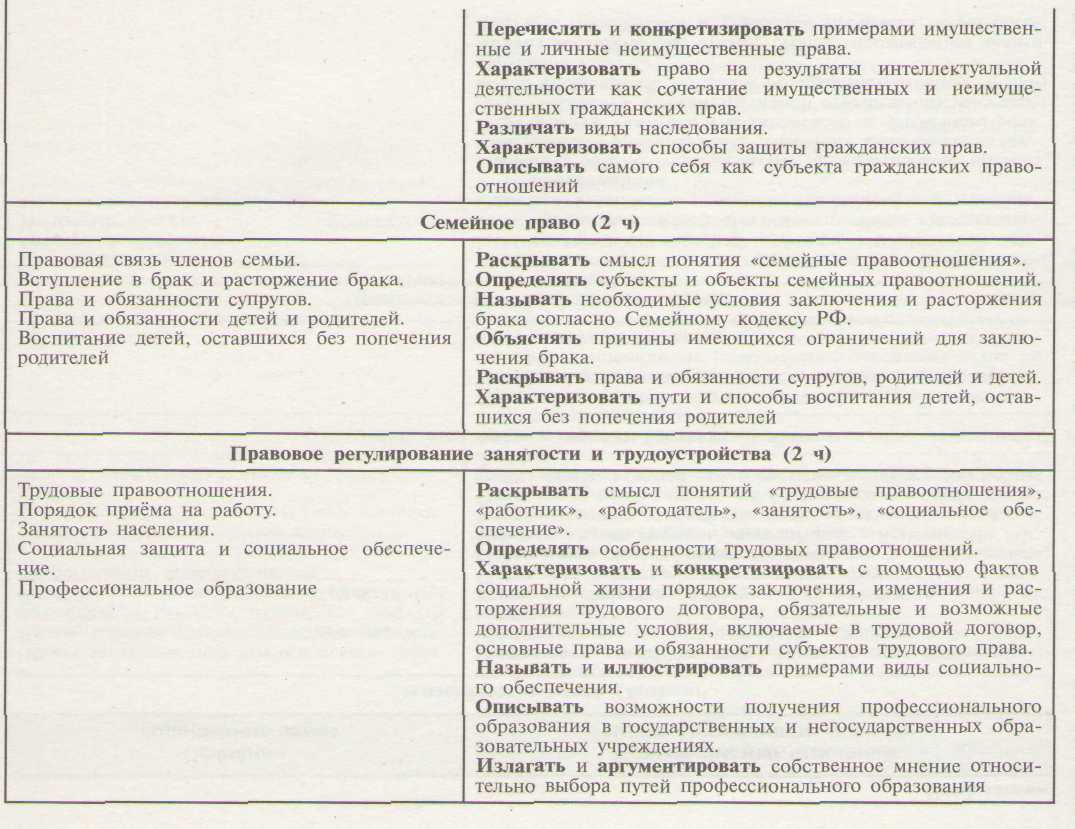 Перечислять и конкретизировать примерами имуществен-
ные и личные неимущественные права.
Характеризовать право на результаты интеллектуальной
деятельности как сочетание имущественных и неимуще-
ственных гражданских прав.
Различать виды наследования.
Характеризовать способы защиты гражданских прав.
Описывать самого себя как субъекта гражданских право-
отношений
Семейное право (2 ч)
Правовая связь членов семьи.
Вступление в брак и расторжение брака.
Права и обязанности супругов.
Права и обязанности детей и родителей.
Воспитание детей, оставшихся без попечения
родителей
Раскрывать смысл понятия «семейные правоотношения».
Определять субъекты и объекты семейных правоотношений.
Называть необходимые условия заключения и расторжения
брака согласно Семейному кодексу РФ.
Объяснять причины имеющихся ограничений для заклю-
чения брака.
Раскрывать права и обязанности супругов, родителей и детей.
Характеризовать пути и способы воспитания детей, остав-
шихся без попечения родителей
Правовое регулирование занятости и трудоустройства (2 ч)
Трудовые правоотношения.
Порядок приёма на работу.
Занятость населения.
Социальная защита и социальное обеспече-
ние.
Профессиональное образование
Раскрывать смысл понятий «трудовые правоотношения»,
«работник», «работодатель», «занятость», «социальное обе-
спечение».
Определять особенности трудовых правоотношений.
Характеризовать и конкретизировать с помощью фактов
социальной жизни порядок заключения, изменения и рас-
торжения трудового договора, обязательные и возможные
дополнительные условия, включаемые в трудовой договор,
основные права и обязанности субъектов трудового права.
Называть и иллюстрировать примерами виды социально-
го обеспечения.
Описывать возможности получения профессионального
образования в государственных и негосударственных обра-
зовательных учреждениях.
Излагать и аргументировать собственное мнение относи-
тельно выбора путей профессионального образования